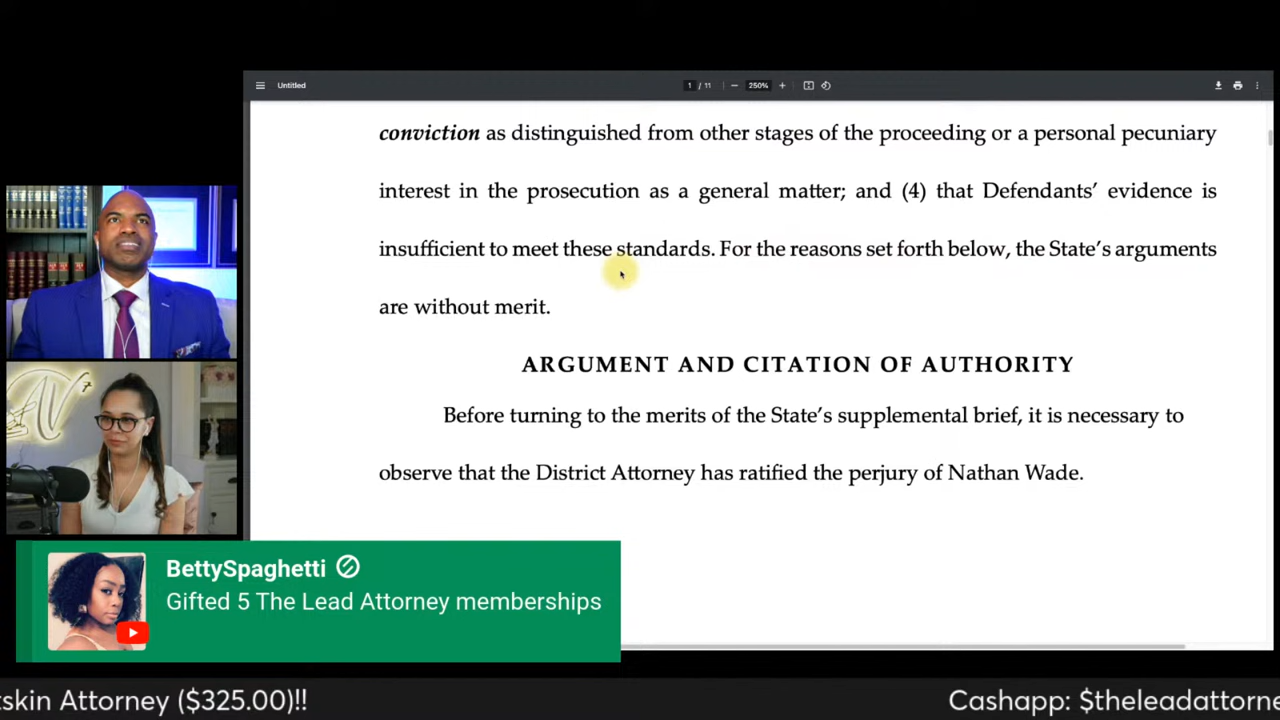 Untitled
1 / 11
250%
conviction as distinguished from other stages of the proceeding or a personal pecuniary
interest in the prosecution as a general matter; and (4) that Defendants' evidence is
insufficient to meet these standards. For the reasons set forth below, the State's arguments
are without merit.
ARGUMENT AND CITATION OF AUTHORITY
Before turning to the merits of the State's supplemental brief, it is necessary to
observe that the District Attorney has ratified the perjury of Nathan Wade.
BettySpaghetti
Gifted 5 The Lead Attorney memberships
tskin Attorney ($325.00)!!
Cashapp: $theleadattorne